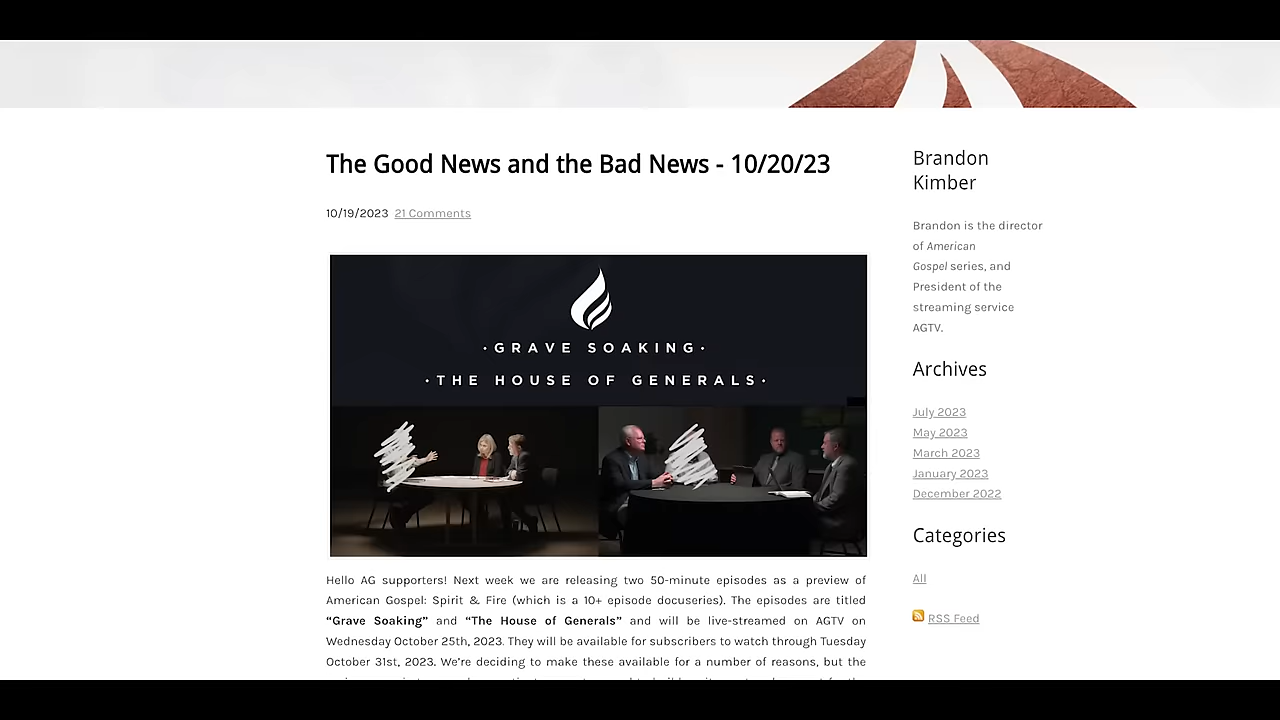 The Good News and the Bad News - 10/20/23
10/19/2023 21 Comments
· GRAVE SOAKING ·
· THE HOUSE OF GENERALS ·
Hello AG supporters! Next week we are releasing two 50-minute episodes as a preview of
American Gospel: Spirit & Fire (which is a 10+ episode docuseries). The episodes are titled
“Grave Soaking” and “The House of Generals” and will be live-streamed on AGTV on
Wednesday October 25th, 2023. They will be available for subscribers to watch through Tuesday
October 31st, 2023. We’re deciding to make these available for a number of reasons, but the
Brandon
Kimber
Brandon is the director
of American
Gospel series, and
President of the
streaming service
AGTV.
Archives
July 2023
May 2023
March 2023
January 2023
December 2022
Categories
All
RSS Feed